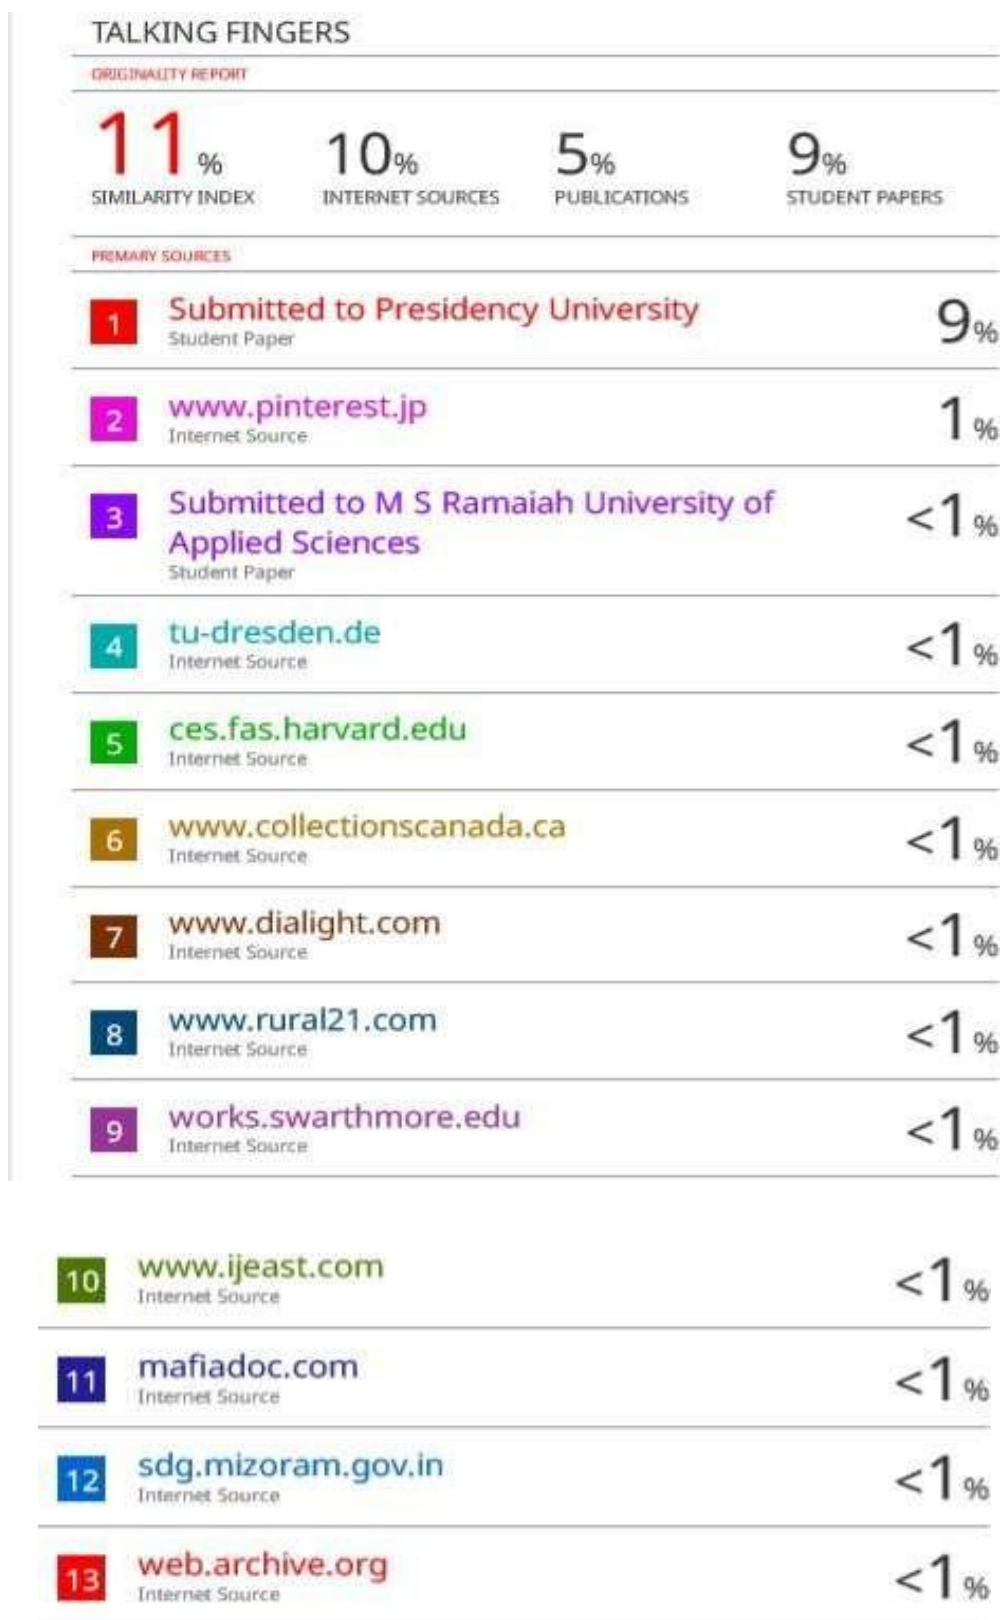 TALKING FINGERS
ORIGINALITY REPORT
11% 10% 5% 9%
SIMILARITY INDEX INTERNET SOURCES PUBLICATIONS STUDENT PAPERS
PRIMARY SOURCES
1 Submitted to Presidency University 9%
Student Paper
2 www.pinterest.jp 1%
Internet Source
3 Submitted to M S Ramaiah University of <1%
Applied Sciences
Student Paper
4 tu-dresden.de <1%
Internet Source
5 ces.fas.harvard.edu <1%
Internet Source
6 www.collectionscanada.ca <1%
Internet Source
7 www.dialight.com <1%
Internet Source
8 www.rural21.com <1%
Internet Source
9 works.swarthmore.edu <1%
Internet Source
10 www.ijeast.com <1%
Internet Source
11 mafiadoc.com <1%
Internet Source
12 sdg.mizoram.gov.in <1%
Internet Source
13 web.archive.org <1%
Internet Source